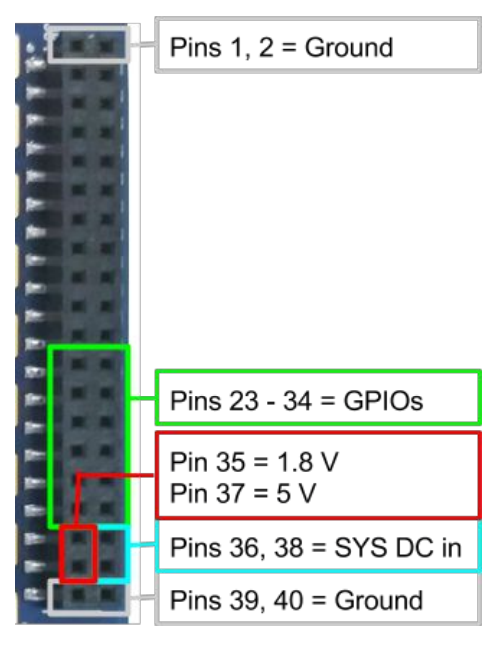 Pins 1, 2 = Ground
Pins 23 - 34 = GPIOs
Pin 35 = 1.8 V
Pin 37 = 5 V
Pins 36, 38 = SYS DC in
Pins 39, 40 = Ground